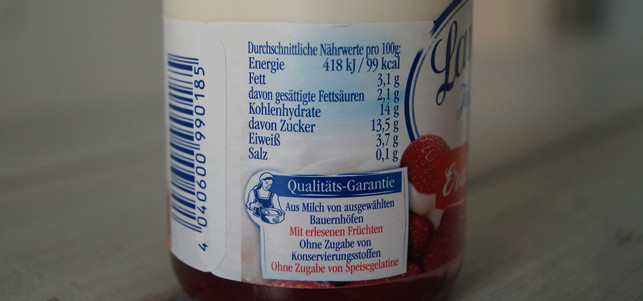 Durchschnittliche Nährwerte pro 100g:
Energie 418 kJ / 99 kcal
Fett 3,1 g
davon gesättigte Fettsäuren 2,1 g
Kohlenhydrate 14 g
davon Zucker 13,5 g
Eiweiß 3,7 g
Salz 0,1 g
Qualitäts-Garantie
Aus Milch von ausgewählten
Bauernhöfen
Mit erlesenen Früchten
Ohne Zugabe von
Konservierungsstoffen
Ohne Zugabe von Speisegelatine
4 040600 990185